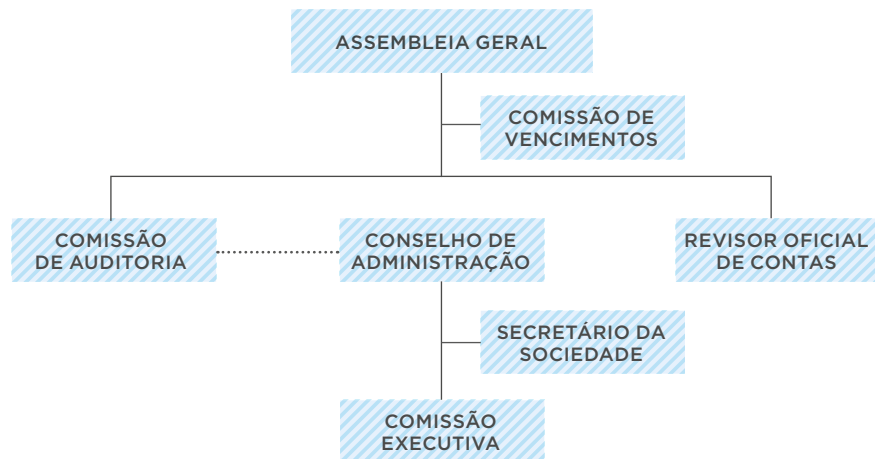 ASSEMBLEIA GERAL
COMISSÃO DE
VENCIMENTOS
COMISSÃO
DE AUDITORIA
CONSELHO DE
ADMINISTRAÇÃO
REVISOR OFICIAL
DE CONTAS
SECRETÁRIO DA
SOCIEDADE
COMISSÃO
EXECUTIVA